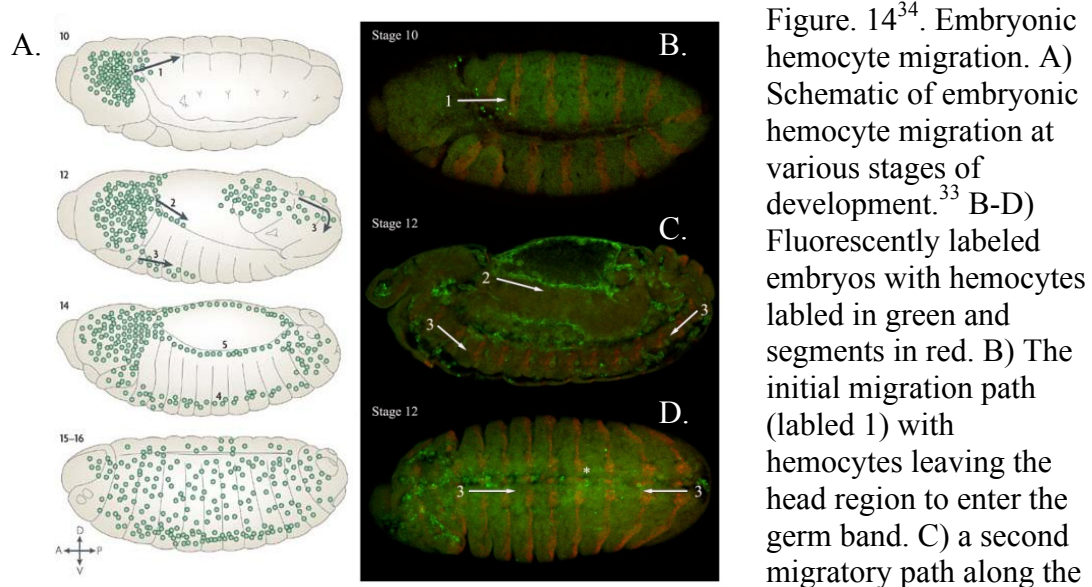 A.
10
1
12
2
3
3
14
5
4
15–16
D
A P
V
Stage 10
B.
1
Stage 12
C.
2
3
3
Stage 12
D.
*
3
3
Figure. 14³⁴. Embryonic
hemocyte migration. A)
Schematic of embryonic
hemocyte migration at
various stages of
development.³³ B-D)
Fluorescently labeled
embryos with hemocytes
labled in green and
segments in red. B) The
initial migration path
(labled 1) with
hemocytes leaving the
head region to enter the
germ band. C) a second
migratory path along the